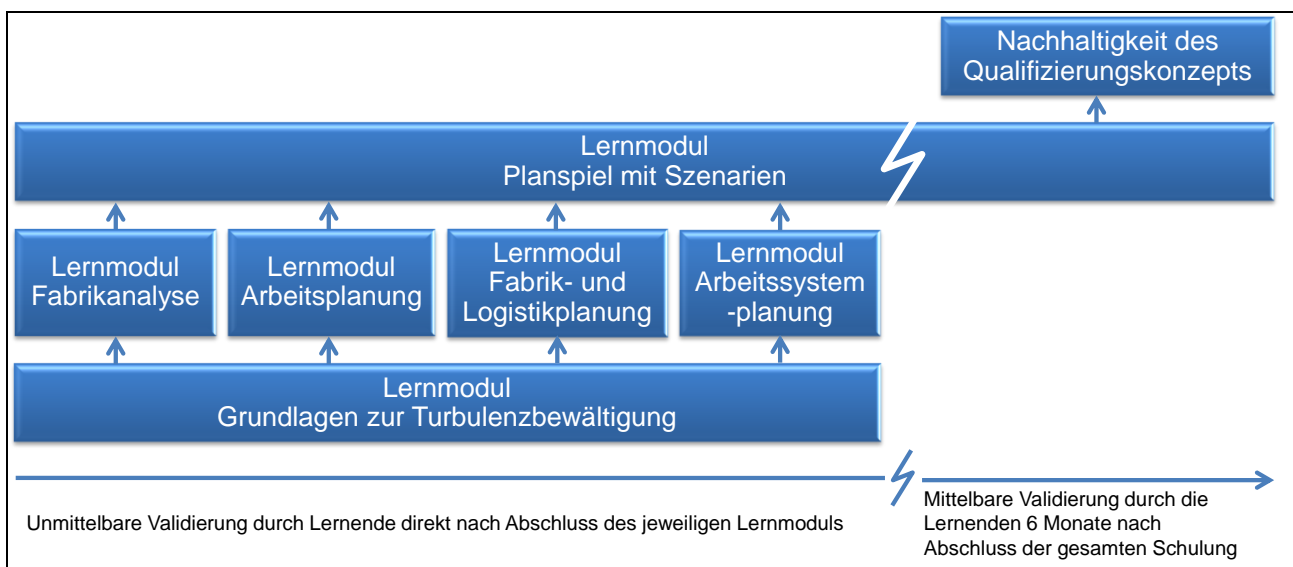 Nachhaltigkeit des
Qualifizierungskonzepts
Lernmodul
Planspiel mit Szenarien
Lernmodul
Fabrikanalyse
Lernmodul
Arbeitsplanung
Lernmodul
Fabrik- und
Logistikplanung
Lernmodul
Arbeitssystem
-planung
Lernmodul
Grundlagen zur Turbulenzbewältigung
Unmittelbare Validierung durch Lernende direkt nach Abschluss des jeweiligen Lernmoduls
Mittelbare Validierung durch die
Lernenden 6 Monate nach
Abschluss der gesamten Schulung